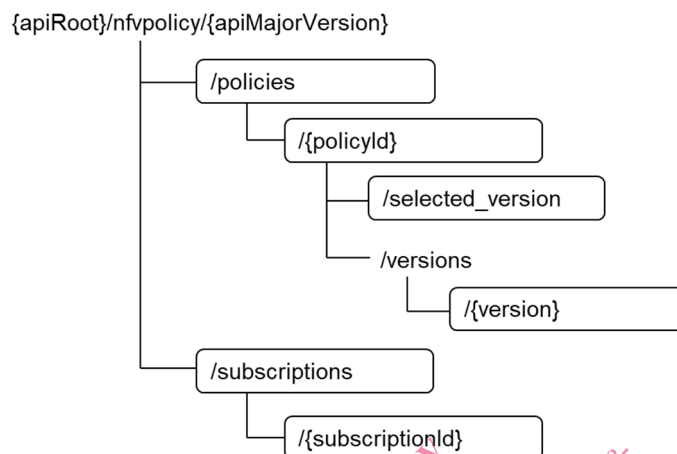 {apiRoot}/nfvpolicy/{apiMajorVersion}
/policies
/{policyId}
/selected_version
/versions
/{version}
/subscriptions
/{subscriptionId}